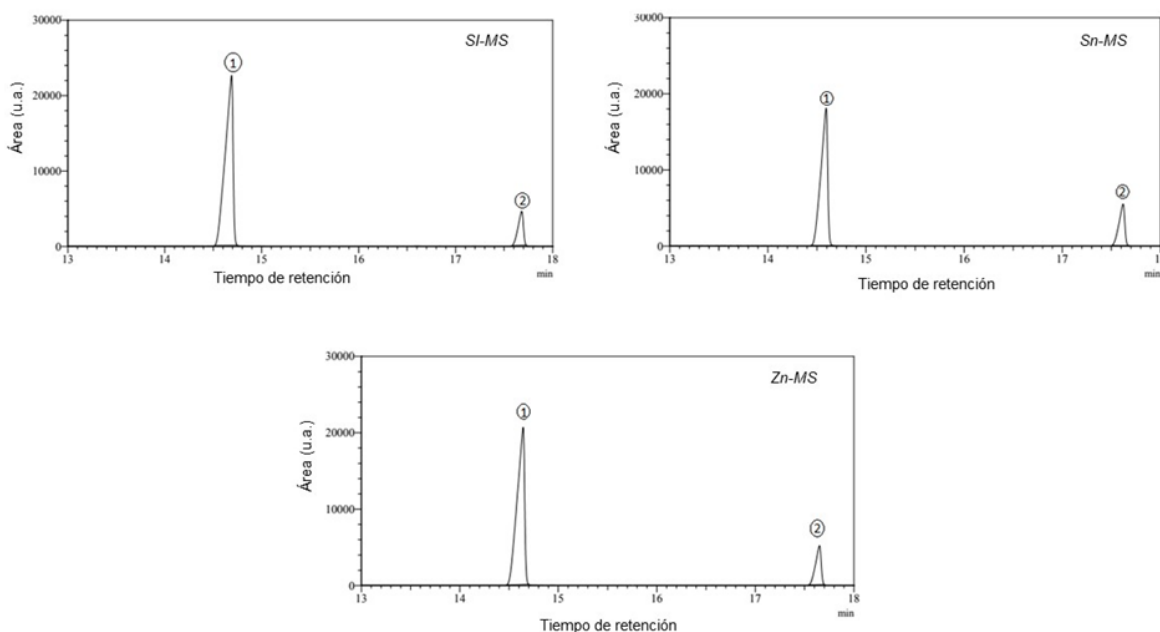 30000
SI-MS
①
20000
Área (u.a.)
10000
②
0
13 14 15 16 17 18
min
Tiempo de retención
30000
Sn-MS
①
20000
Área (u.a.)
10000
②
0
13 14 15 16 17 1
min
Tiempo de retención
30000
Zn-MS
①
20000
Área (u.a.)
10000
②
0
13 14 15 16 17 18
min
Tiempo de retención